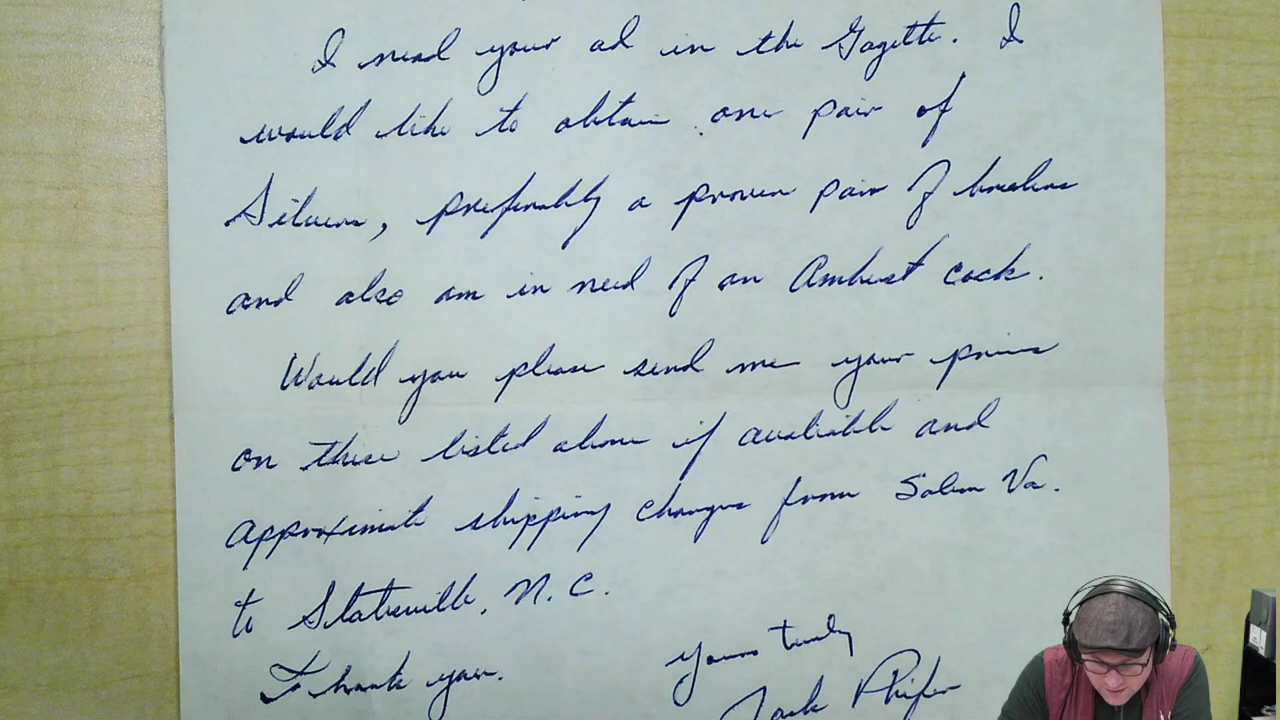 I read your ad in the Gazette. I
would like to obtain one pair of
Silvers, preferably a proven pair of breeders
and also am in need of an Amherst cock.
Would you please send me your prices
on those listed above if available and
approximate shipping charges from Salem Va.
to Statesville, N.C.
Thank you.
Yours truly
Jack Phifer